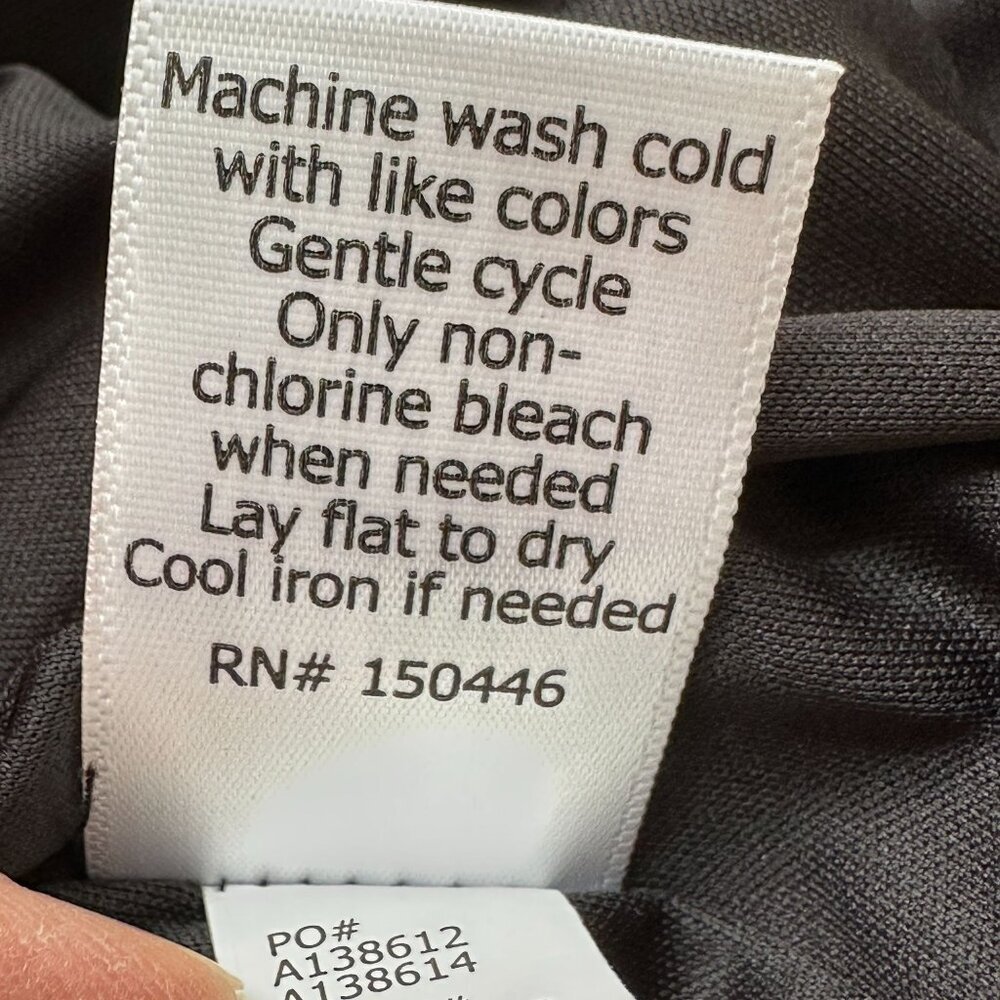 Machine wash cold
with like colors
Gentle cycle
Only non-
chlorine bleach
when needed
Lay flat to dry
Cool iron if needed
RN# 150446
PO#
A138612
A138614